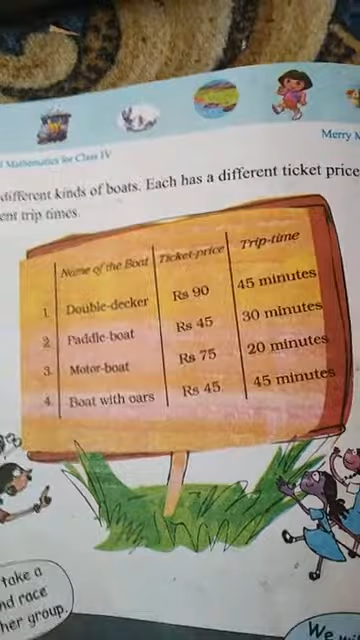 Merry M
l Mathematics for Class IV
different kinds of boats. Each has a different ticket price
ent trip times.
Name of the Boat Ticket-price Trip-time
1. Double-decker Rs 90 45 minutes
2. Paddle-boat Rs 45 30 minutes
3. Motor-boat Rs 75 20 minutes
4. Boat with oars Rs 45 45 minutes
take a
nd race
her group.
We